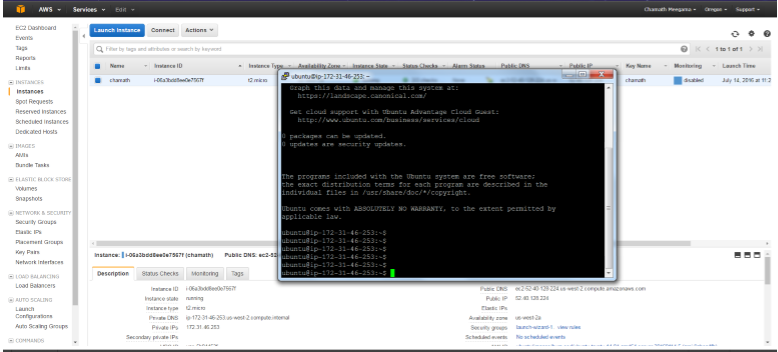 AWS Services Edit Chamath Peegama Oregon Support
EC2 Dashboard
Events
Tags
Reports
Limits
INSTANCES
Instances
Spot Requests
Reserved Instances
Scheduled Instances
Dedicated Hosts
IMAGES
AMIs
Bundle Tasks
ELASTIC BLOCK STORE
Volumes
Snapshots
NETWORK & SECURITY
Security Groups
Elastic IPs
Placement Groups
Key Pairs
Network Interfaces
LOAD BALANCING
Load Balancers
AUTO SCALING
Launch
Configurations
Auto Scaling Groups
COMMANDS
Launch Instance Connect Actions
Filter by tags and attributes or search by keyword 1 to 1 of 1
Name Instance ID Instance Type Availability Zone Instance State Status Checks Alarm Status Public DNS Public IP Key Name Monitoring Launch Time
chamath i-06a3bdd8ee0e7567f t2.micro chamath disabled July 14, 2016 at 11:2
ubuntu@ip-172-31-46-253: ~
Graph this data and manage this system at:
https://landscape.canonical.com/
Get cloud support with Ubuntu Advantage Cloud Guest:
http://www.ubuntu.com/business/services/cloud
0 packages can be updated.
0 updates are security updates.
The programs included with the Ubuntu system are free software;
the exact distribution terms for each program are described in the
individual files in /usr/share/doc/*/copyright.
Ubuntu comes with ABSOLUTELY NO WARRANTY, to the extent permitted by
applicable law.
ubuntu@ip-172-31-46-253:~$
ubuntu@ip-172-31-46-253:~$
ubuntu@ip-172-31-46-253:~$
ubuntu@ip-172-31-46-253:~$
ubuntu@ip-172-31-46-253:~$
ubuntu@ip-172-31-46-253:~$
Instance: i-06a3bdd8ee0e7567f (chamath) Public DNS: ec2-52
Description Status Checks Monitoring Tags
Instance ID i-06a3bdd8ee0e7567f Public DNS ec2-52-40-128-224.us-west-2.compute.amazonaws.com
Instance state running Public IP 52.40.128.224
Instance type t2.micro Elastic IPs
Private DNS ip-172-31-46-253.us-west-2.compute.internal Availability zone us-west-2a
Private IPs 172.31.46.253 Security groups launch-wizard-1. view rules
Secondary private IPs Scheduled events No scheduled events